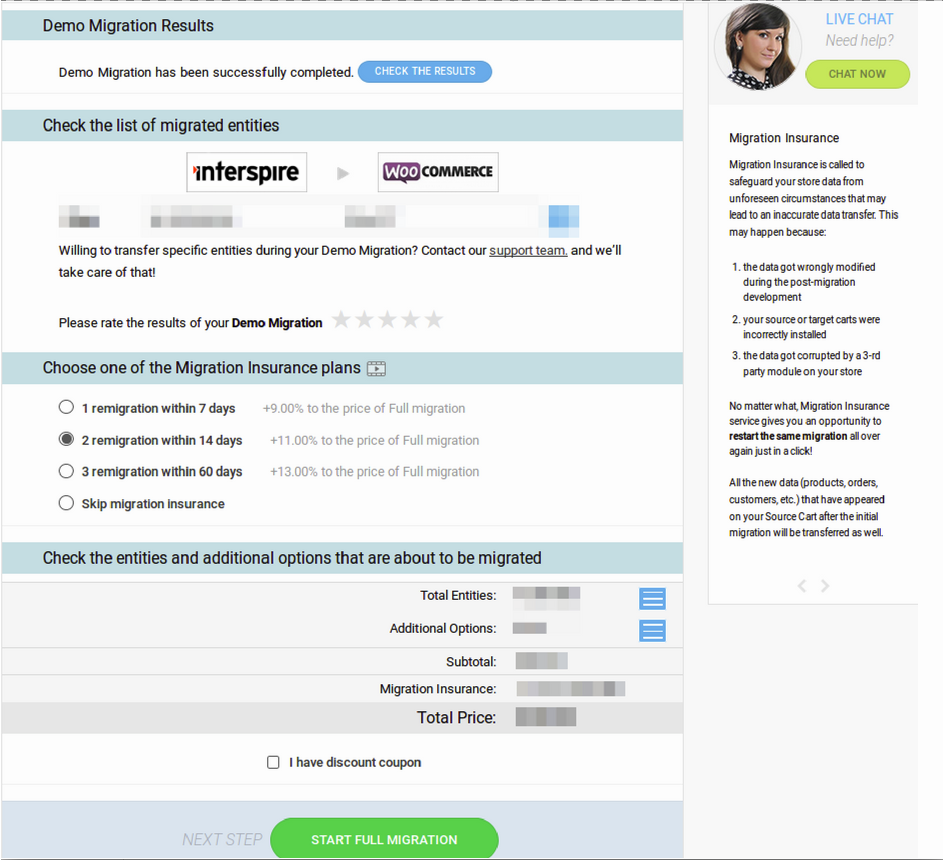 Demo Migration Results
Demo Migration has been successfully completed. CHECK THE RESULTS
Check the list of migrated entities
interspire
WOO COMMERCE
Willing to transfer specific entities during your Demo Migration? Contact our support team. and we'll
take care of that!
Please rate the results of your Demo Migration
Choose one of the Migration Insurance plans
1 remigration within 7 days +9.00% to the price of Full migration
2 remigration within 14 days +11.00% to the price of Full migration
3 remigration within 60 days +13.00% to the price of Full migration
Skip migration insurance
Check the entities and additional options that are about to be migrated
Total Entities:
Additional Options:
Subtotal:
Migration Insurance:
Total Price:
I have discount coupon
NEXT STEP START FULL MIGRATION
LIVE CHAT
Need help?
CHAT NOW
Migration Insurance
Migration Insurance is called to
safeguard your store data from
unforeseen circumstances that may
lead to an inaccurate data transfer. This
may happen because:
1. the data got wrongly modified
during the post-migration
development
2. your source or target carts were
incorrectly installed
3. the data got corrupted by a 3-rd
party module on your store
No matter what, Migration Insurance
service gives you an opportunity to
restart the same migration all over
again just in a click!
All the new data (products, orders,
customers, etc.) that have appeared
on your Source Cart after the initial
migration will be transferred as well.